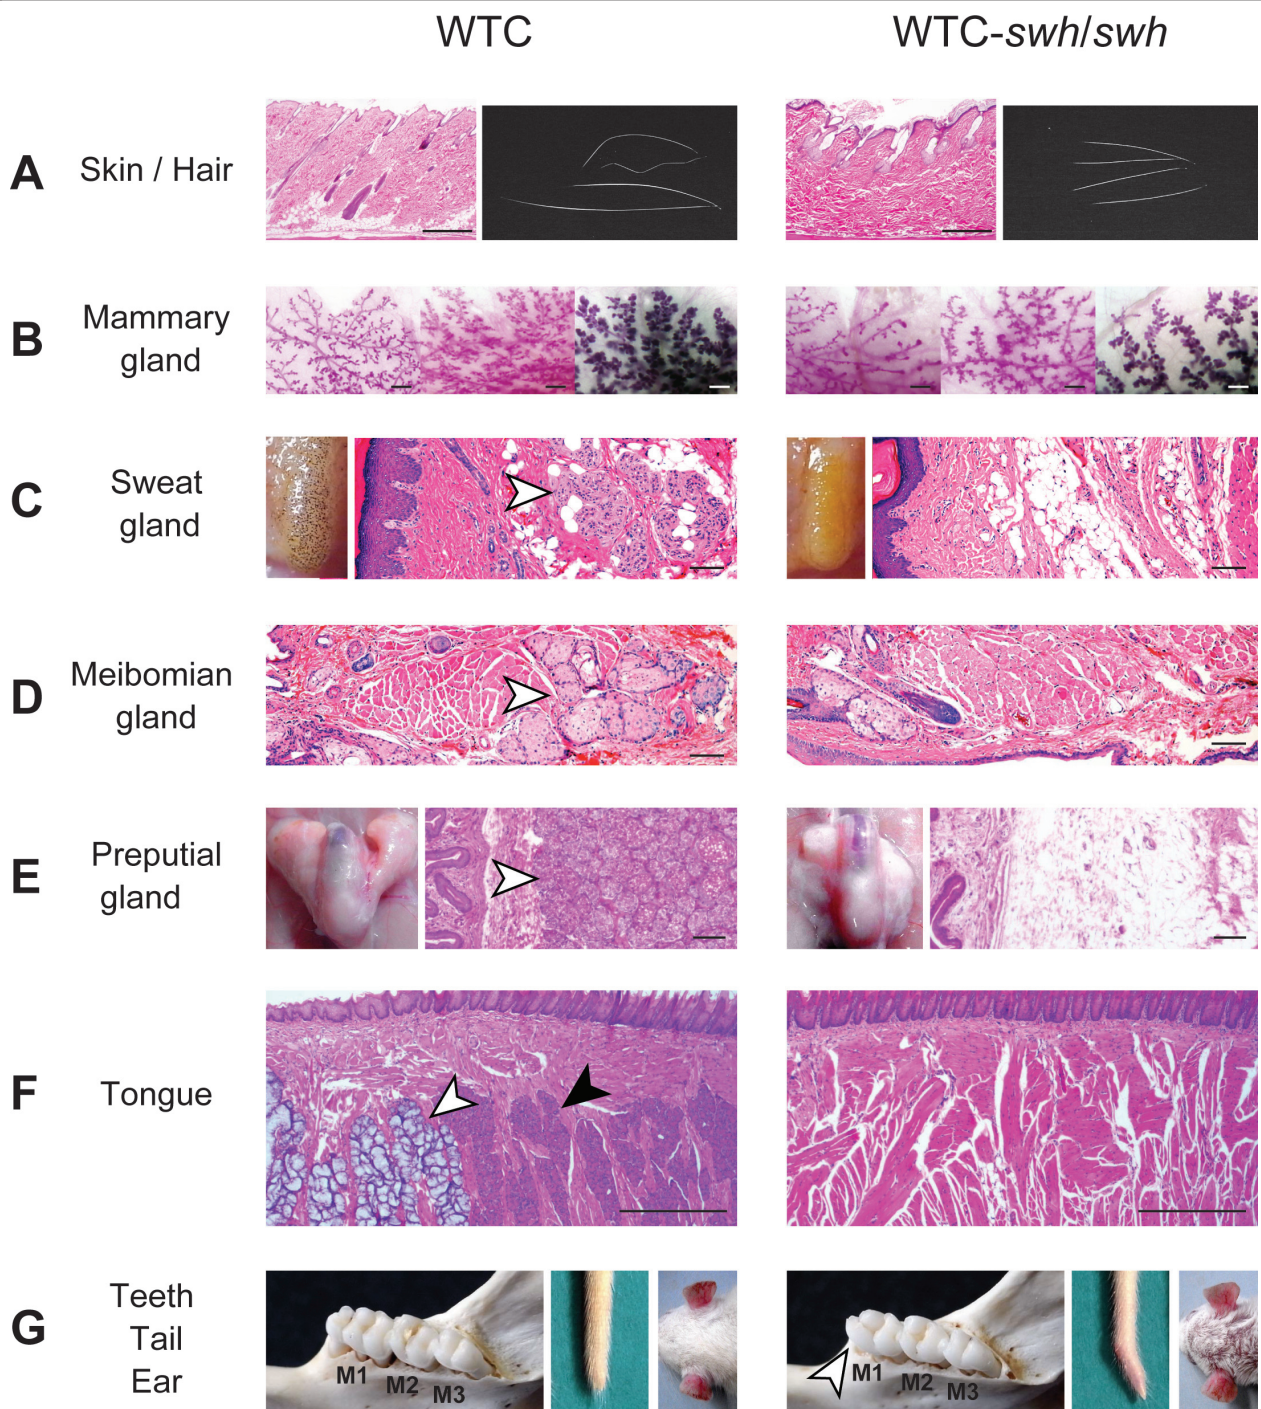 WTC
WTC-swh/swh
A
Skin / Hair
B
Mammary
gland
C
Sweat
gland
D
Meibomian
gland
E
Preputial
gland
F
Tongue
G
Teeth
Tail
Ear
M1
M2
M3
M1
M2
M3